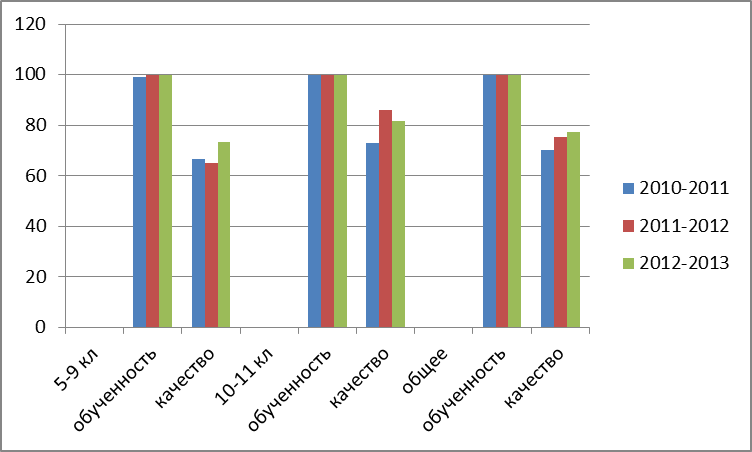 120
100
80
60
40
20
0
5-9 кл
обученность
качество
10-11 кл
обученность
качество
общее
обученность
качество
2010-2011
2011-2012
2012-2013